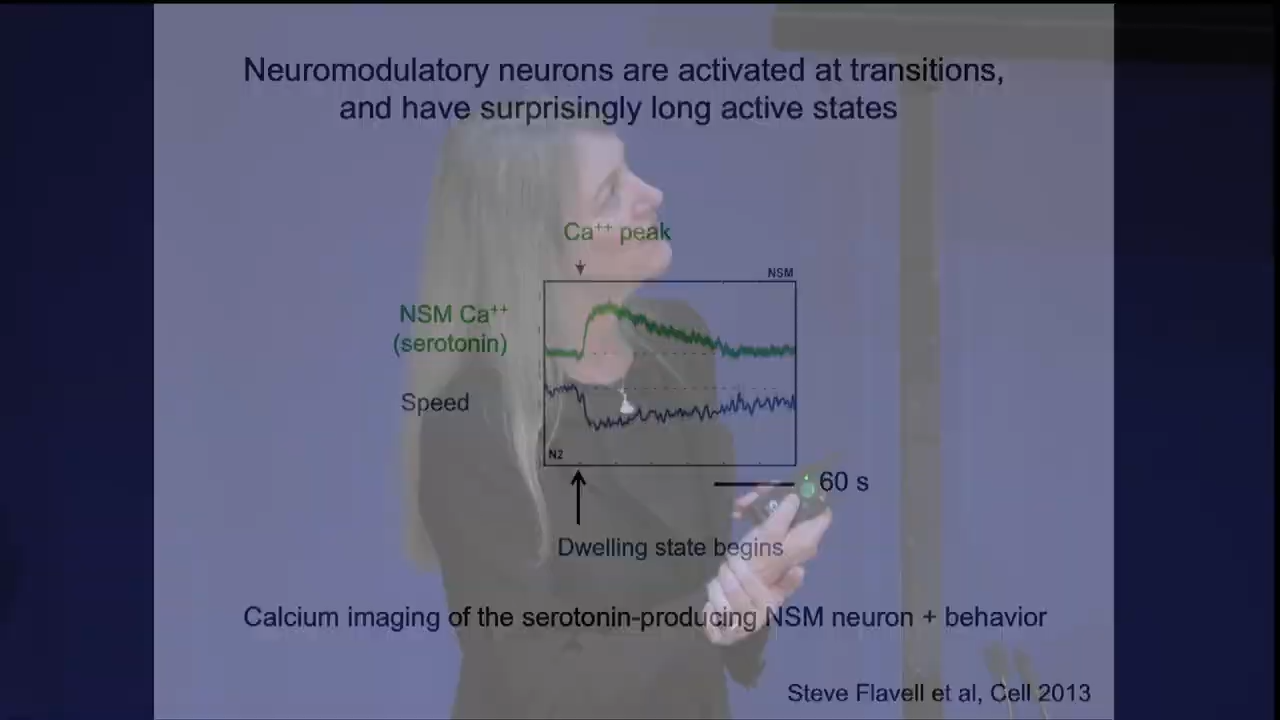 Neuromodulatory neurons are activated at transitions,
and have surprisingly long active states
Ca++ peak
NSM
NSM Ca++
(serotonin)
Speed
N2
60 s
Dwelling state begins
Calcium imaging of the serotonin-producing NSM neuron + behavior
Steve Flavell et al, Cell 2013